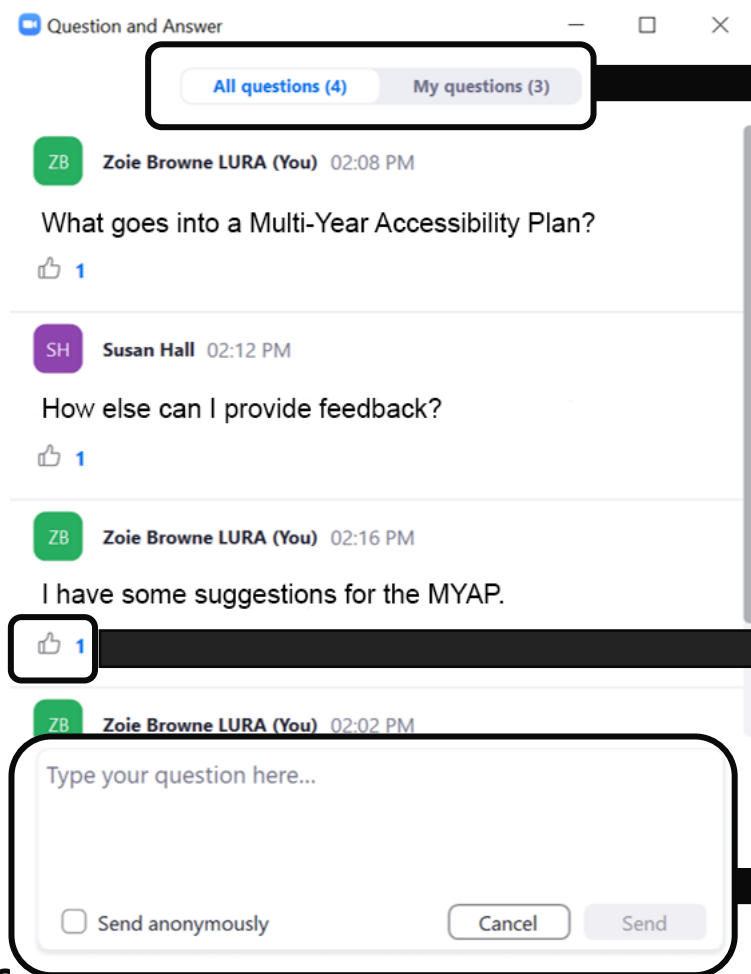 Question and Answer
All questions (4) My questions (3)
ZB Zoie Browne LURA (You) 02:08 PM
What goes into a Multi-Year Accessibility Plan?
1
SH Susan Hall 02:12 PM
How else can I provide feedback?
1
ZB Zoie Browne LURA (You) 02:16 PM
I have some suggestions for the MYAP.
1
ZB Zoie Browne LURA (You) 02:02 PM
Type your question here...
Send anonymously Cancel Send